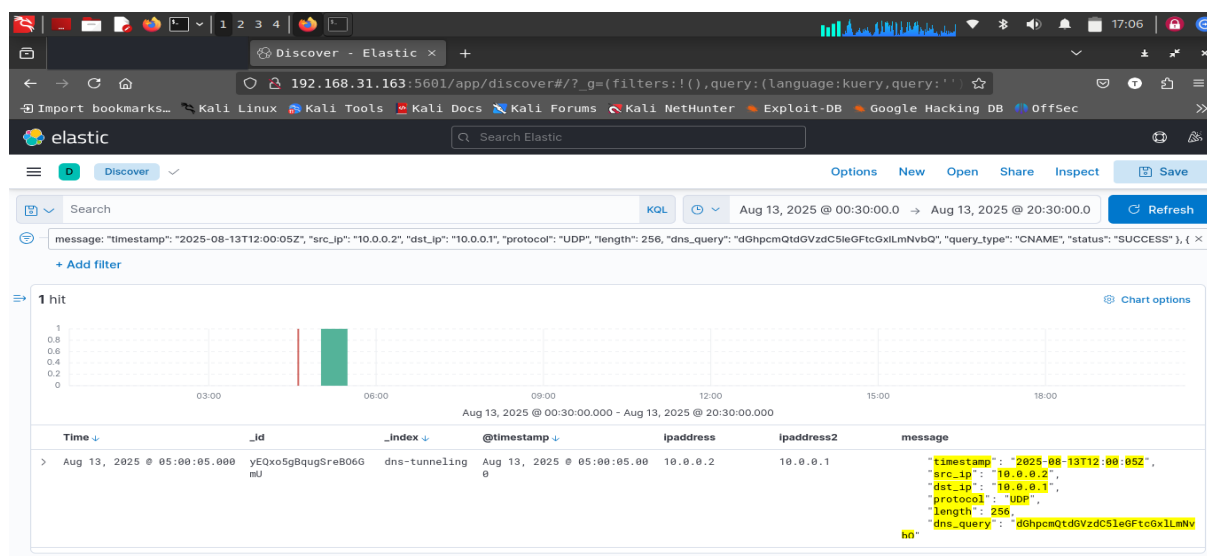 1 2 3 4
17:06
Discover - Elastic × +
192.168.31.163:5601/app/discover#/?_g=(filters:!(),query:(language:kuery,query:'')
Import bookmarks… Kali Linux Kali Tools Kali Docs Kali Forums Kali NetHunter Exploit-DB Google Hacking DB OffSec
elastic
Search Elastic
D Discover
Options New Open Share Inspect Save
Search KQL Aug 13, 2025 @ 00:30:00.0 → Aug 13, 2025 @ 20:30:00.0 Refresh
message: "timestamp": "2025-08-13T12:00:05Z", "src_ip": "10.0.0.2", "dst_ip": "10.0.0.1", "protocol": "UDP", "length": 256, "dns_query": "dGhpcmQtdGVzdC5leGFtcGxlLmNvbQ", "query_type": "CNAME", "status": "SUCCESS" }, { ×
+ Add filter
1 hit
Chart options
1
0.8
0.6
0.4
0.2
0
03:00 06:00 09:00 12:00 15:00 18:00
Aug 13, 2025 @ 00:30:00.000 - Aug 13, 2025 @ 20:30:00.000
Time _id _index @timestamp ipaddress ipaddress2 message
Aug 13, 2025 @ 05:00:05.000 yEQxo5gBqugSreBO6G dns-tunneling Aug 13, 2025 @ 05:00:05.00 10.0.0.2 10.0.0.1 "timestamp": "2025-08-13T12:00:05Z",
mU 0 "src_ip": "10.0.0.2",
"dst_ip": "10.0.0.1",
"protocol": "UDP",
"length": 256,
"dns_query": "dGhpcmQtdGVzdC5leGFtcGxlLmNv
bQ"